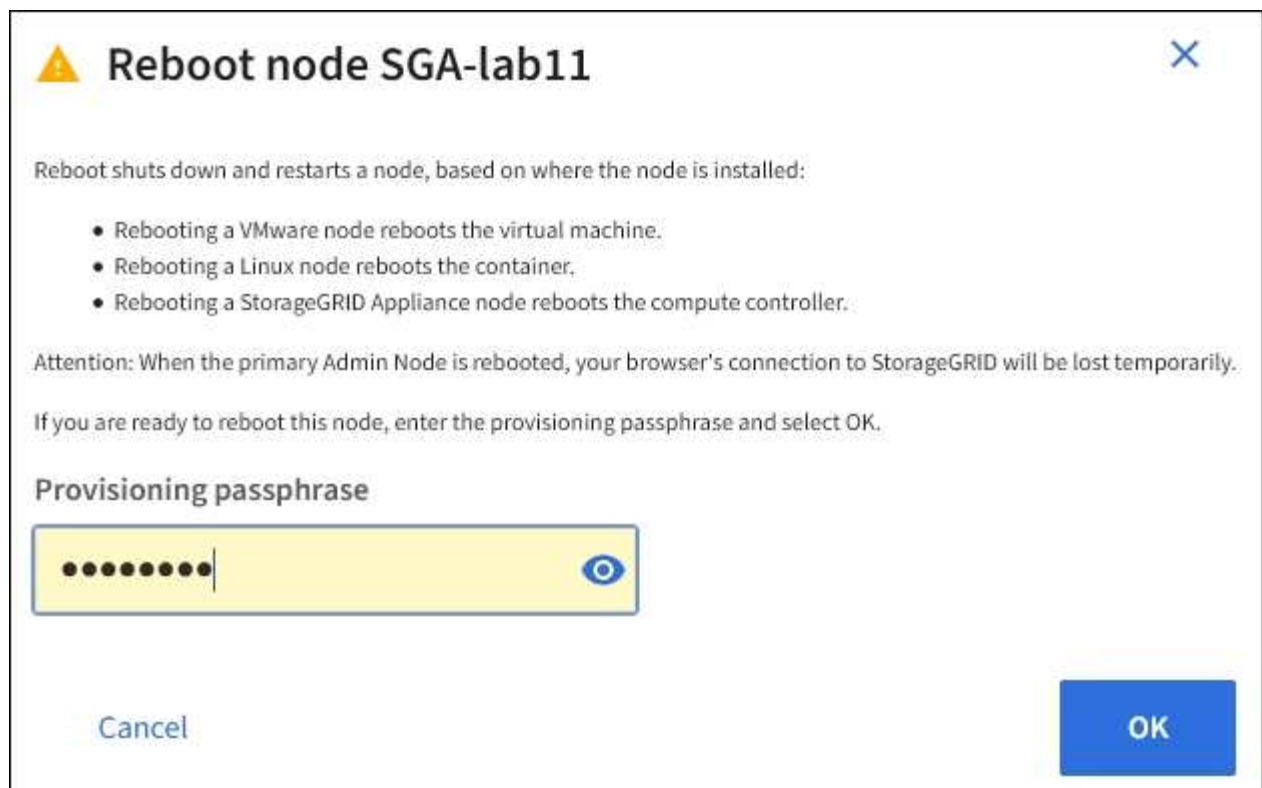 Reboot node SGA-lab11
Reboot shuts down and restarts a node, based on where the node is installed:
• Rebooting a VMware node reboots the virtual machine.
• Rebooting a Linux node reboots the container.
• Rebooting a StorageGRID Appliance node reboots the compute controller.
Attention: When the primary Admin Node is rebooted, your browser's connection to StorageGRID will be lost temporarily.
If you are ready to reboot this node, enter the provisioning passphrase and select OK.
Provisioning passphrase
••••••••
Cancel
OK